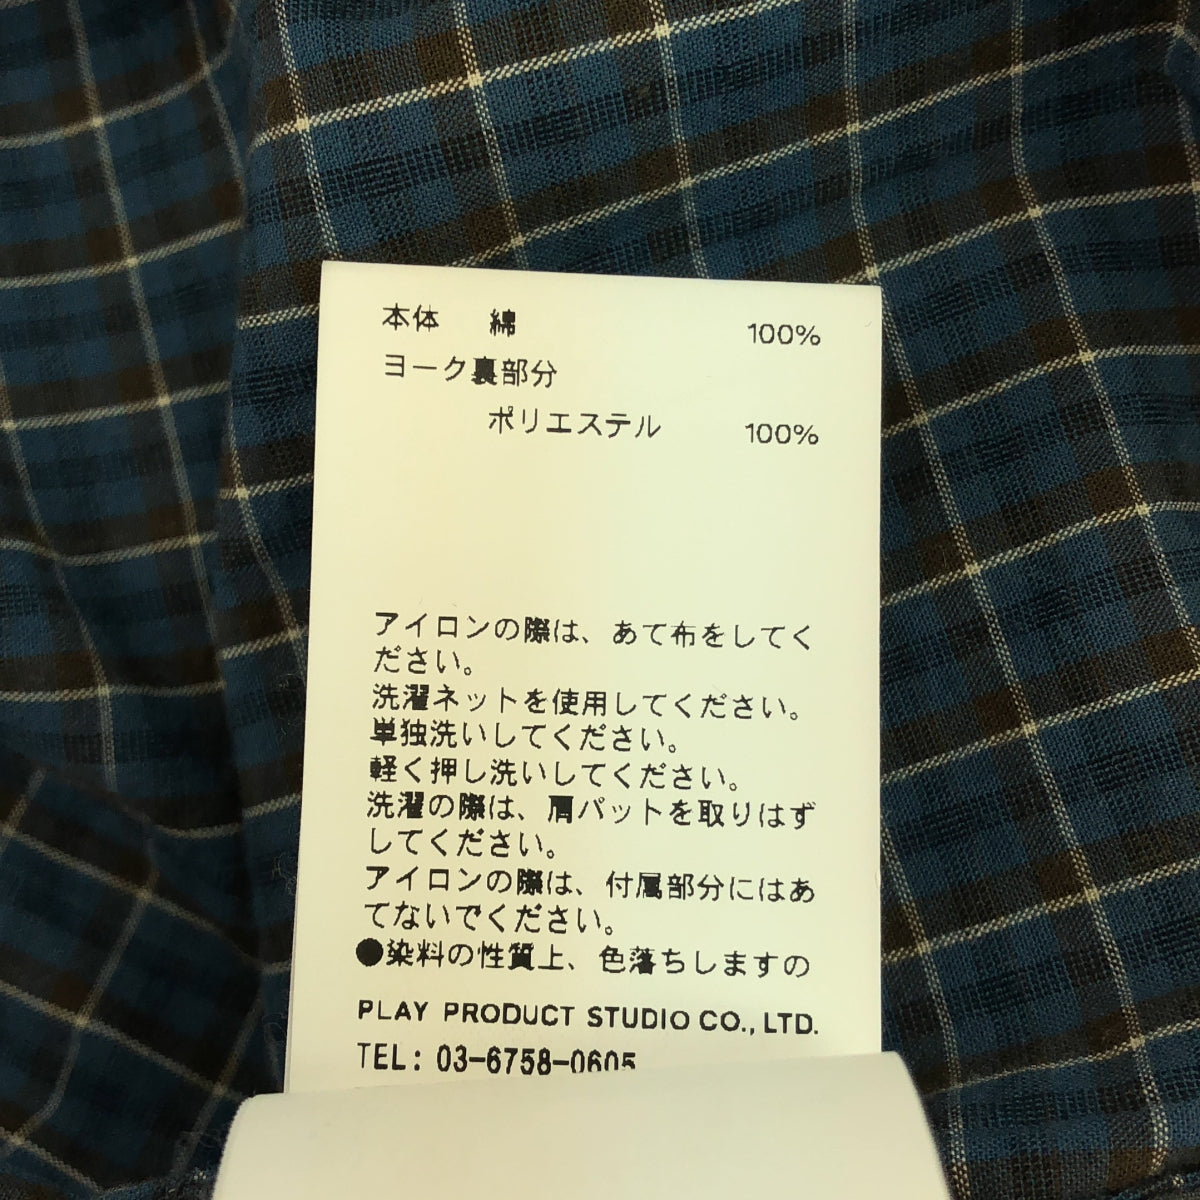 本体 綿 100%
ヨーク裏部分
ポリエステル 100%
アイロンの際は、あて布をしてく
ださい。
洗濯ネットを使用してください。
単独洗いしてください。
軽く押し洗いしてください。
洗濯の際は、肩パットを取りはず
してください。
アイロンの際は、付属部分にはあ
てないでください。
●染料の性質上、色落ちしますの
PLAY PRODUCT STUDIO CO., LTD.
TEL: 03-6758-0605